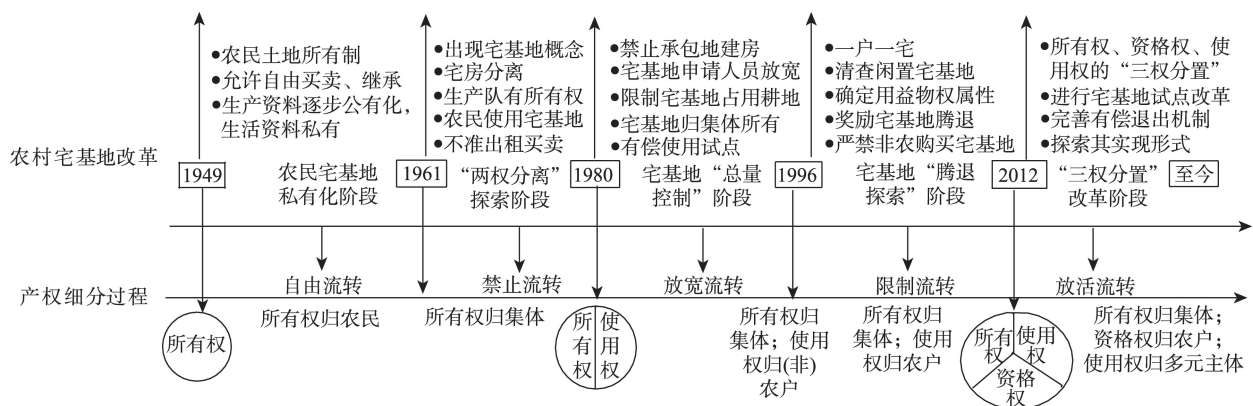 ●农民土地所有制
●允许自由买卖、继承
●生产资料逐步公有化，
生活资料私有
●出现宅基地概念
●宅房分离
●生产队有所有权
●农民使用宅基地
●不准出租买卖
●禁止承包地建房
●宅基地申请人员放宽
●限制宅基地占用耕地
●宅基地归集体所有
●有偿使用试点
●一户一宅
●清查闲置宅基地
●确定用益物权属性
●奖励宅基地腾退
●严禁非农购买宅基地
●所有权、资格权、使
用权的“三权分置”
●进行宅基地试点改革
●完善有偿退出机制
●探索其实现形式
农村宅基地改革
1949
农民宅基地
私有化阶段
1961
“两权分离”
探索阶段
1980
宅基地“总量
控制”阶段
1996
宅基地“腾退
探索”阶段
2012
“三权分置”
改革阶段
至今
产权细分过程
自由流转
禁止流转
放宽流转
限制流转
放活流转
所有权
所有权归农民
所有权归集体
所有权
使用权
所有权归
集体；使用
权归(非)
农户
所有权归
集体；使用
权归农户
所有
权
使用
权
资格
权
所有权归集体；
资格权归农户；
使用权归多元主体